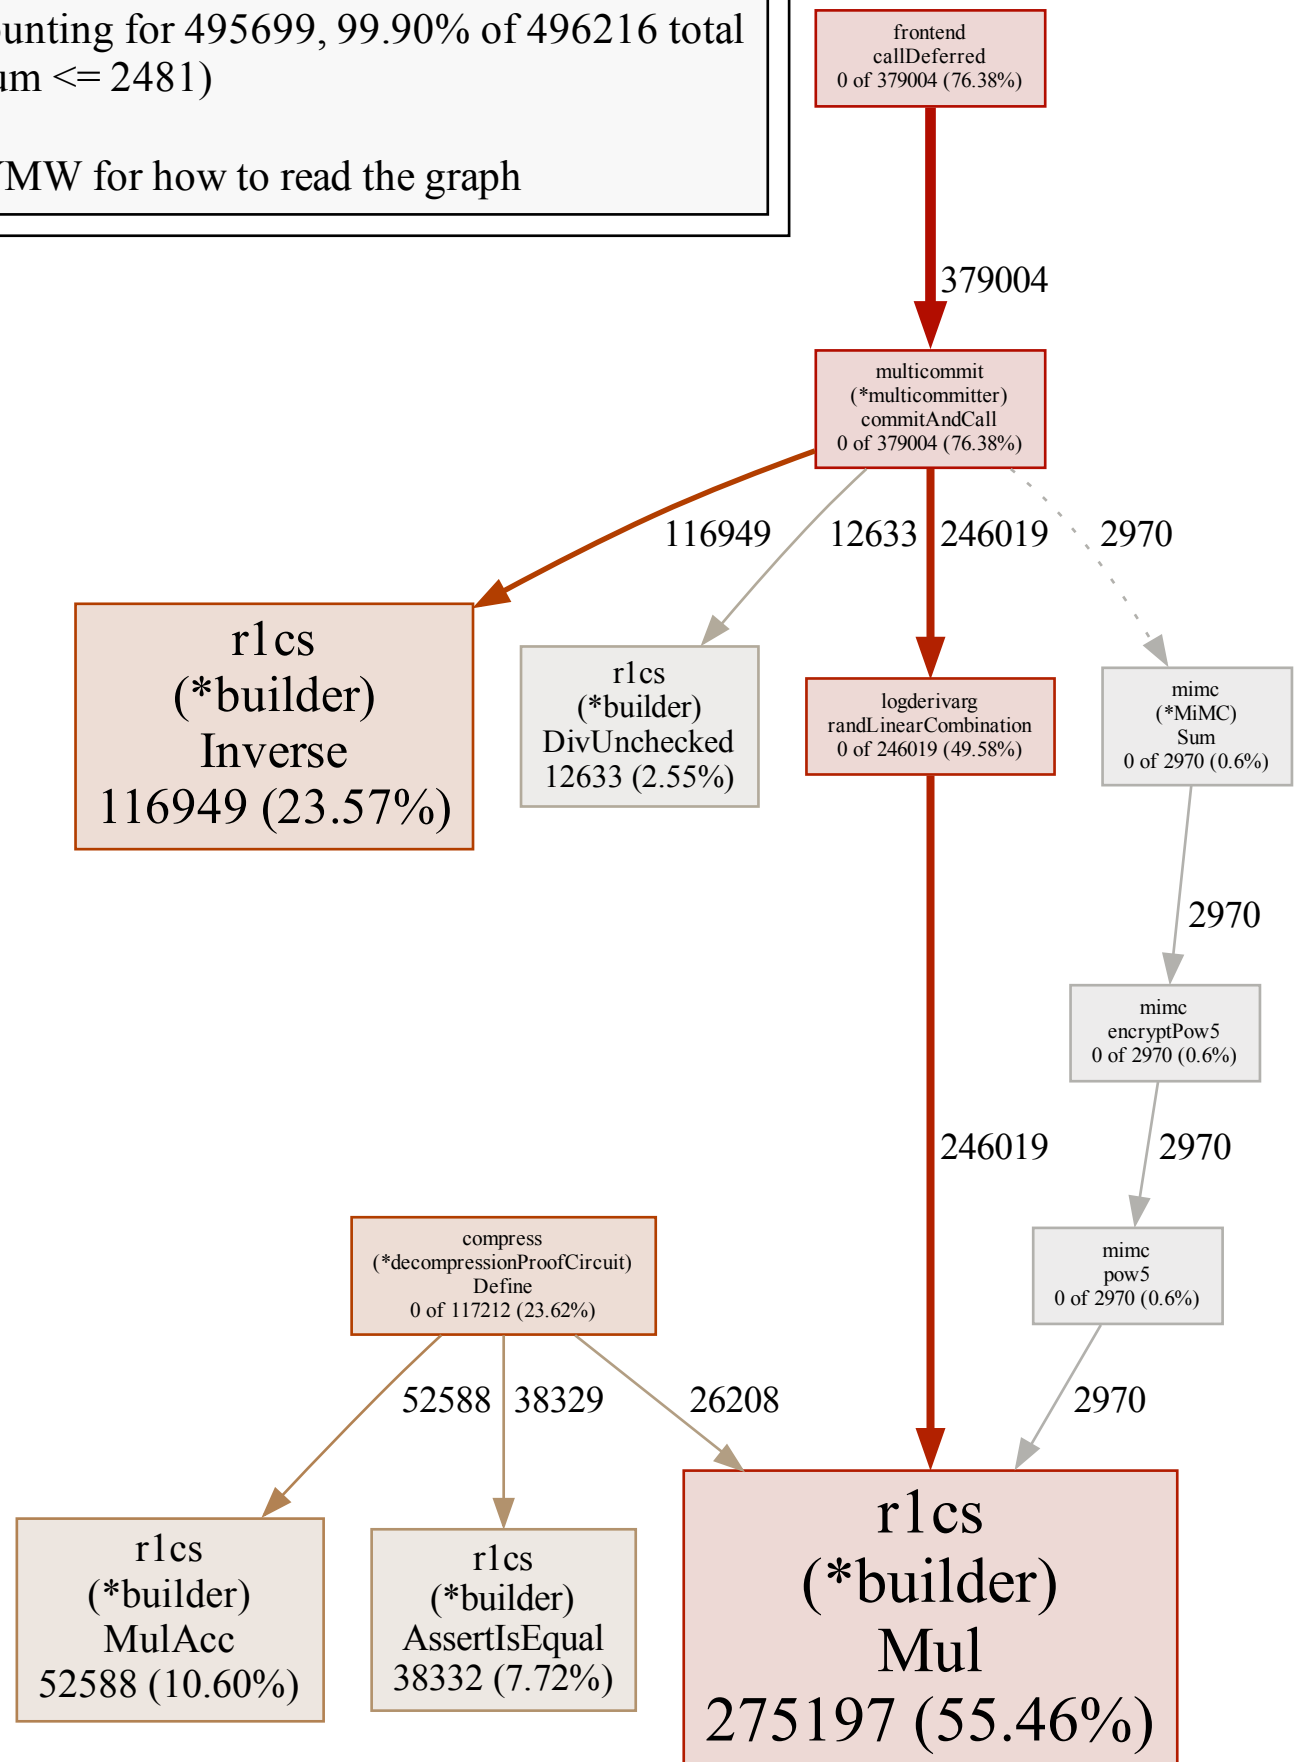 unting for 495699, 99.90% of 496216 total
um <= 2481)
MW for how to read the graph
frontend
callDeferred
0 of 379004 (76.38%)
379004
multicommit
(*multicommitter)
commitAndCall
0 of 379004 (76.38%)
116949
12633
246019
2970
r1cs
(*builder)
Inverse
116949 (23.57%)
r1cs
(*builder)
DivUnchecked
12633 (2.55%)
logderivarg
randLinearCombination
0 of 246019 (49.58%)
mimc
(*MiMC)
Sum
0 of 2970 (0.6%)
2970
mimc
encryptPow5
0 of 2970 (0.6%)
246019
2970
compress
(*decompressionProofCircuit)
Define
0 of 117212 (23.62%)
mimc
pow5
0 of 2970 (0.6%)
52588
38329
26208
2970
r1cs
(*builder)
MulAcc
52588 (10.60%)
r1cs
(*builder)
AssertIsEqual
38332 (7.72%)
r1cs
(*builder)
Mul
275197 (55.46%)